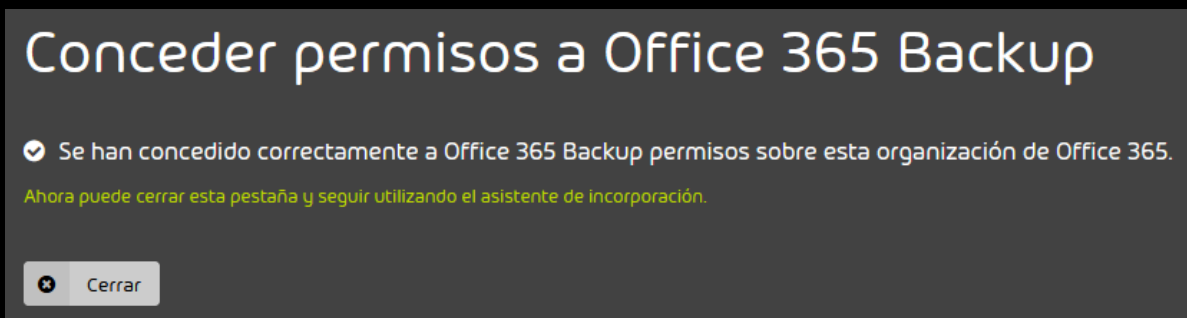 Conceder permisos a Office 365 Backup
Se han concedido correctamente a Office 365 Backup permisos sobre esta organización de Office 365.
Ahora puede cerrar esta pestaña y seguir utilizando el asistente de incorporación.
Cerrar